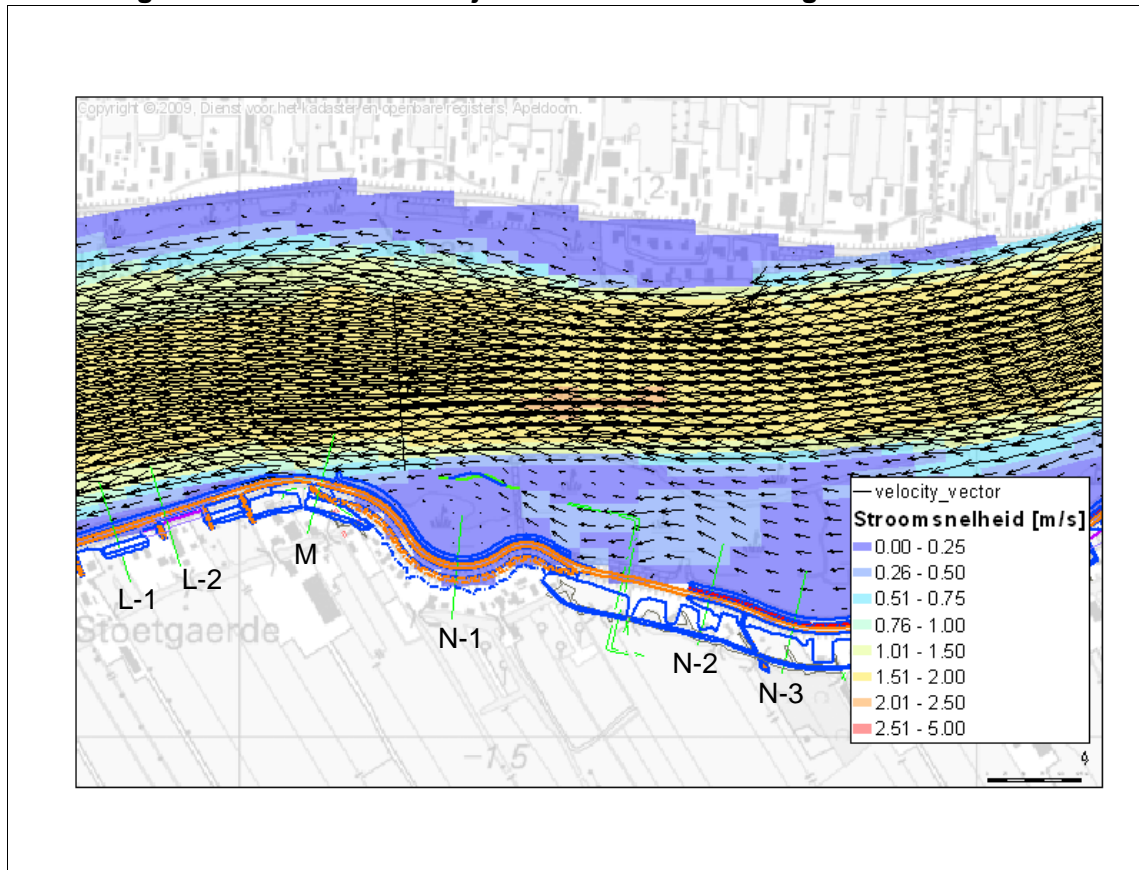 Copyright © 2009, Dienst voor het kadaster en openbare registers, Apeldoorn.
12
velocity_vector
Stroomsnelheid [m/s]
0.00 - 0.25
0.26 - 0.50
0.51 - 0.75
0.76 - 1.00
1.01 - 1.50
1.51 - 2.00
2.01 - 2.50
2.51 - 5.00
M
L-2
L-1
Stoetgaerde
N-1
N-2
N-3
-1.5